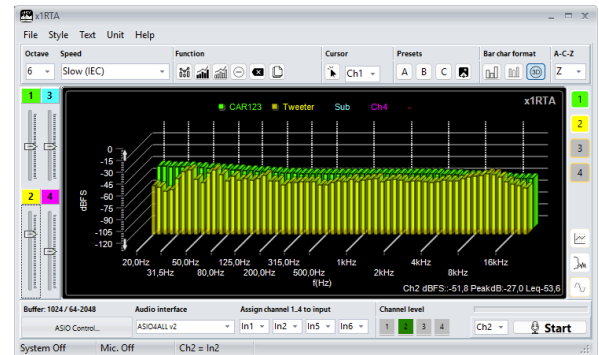 x1RTA
File Style Text Unit Help
Octave Speed Function Cursor Presets Bar char format A-C-Z
6 Slow (IEC) Ch1 A B C 3D Z
1 3 CAR123 Tweeter Sub Ch4 - x1RTA 1
2
3
4
0
-15
-30
-45
-60
-75
-90
-105
-120
dBFS
2 4
20,0Hz 50,0Hz 125,0Hz 315,0Hz 1kHz 4kHz 16kHz
31,5Hz 80,0Hz 200,0Hz 500,0Hz 2kHz 8kHz
f(Hz)
Ch2 dBFS:-51,8 PeakdB:-27,0 Leq-53,6
Buffer: 1024 / 64-2048 Audio interface Assign channel 1..4 to input Channel level
ASIO Control... ASIO4ALL v2 In1 In2 In5 In6 1 2 3 4 Ch2 Start
System Off Mic. Off Ch2 = In2